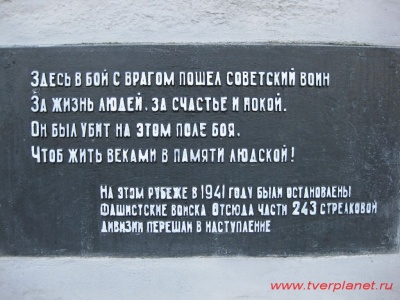 Здесь в бой с врагом пошел советский воин
За жизнь людей, за счастье и покой.
Он был убит на этом поле боя.
Чтоб жить веками в памяти людской!
На этом рубеже в 1941 году были остановлены
фашистские войска Отсюда части 243 стрелковой
дивизии перешли в наступление
www.tverplanet.ru